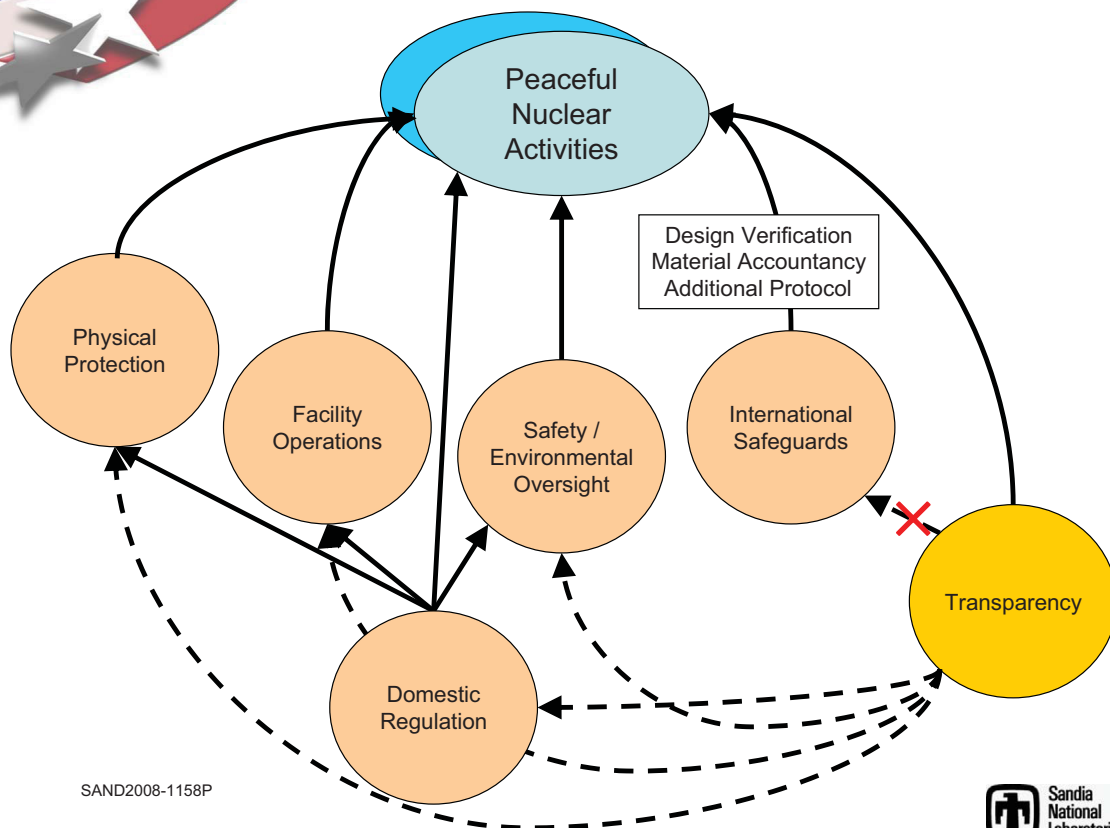 Peaceful
Nuclear
Activities
Design Verification
Material Accountancy
Additional Protocol
Physical
Protection
Facility
Operations
Safety /
Environmental
Oversight
International
Safeguards
Transparency
Domestic
Regulation
SAND2008-1158P
Sandia
National